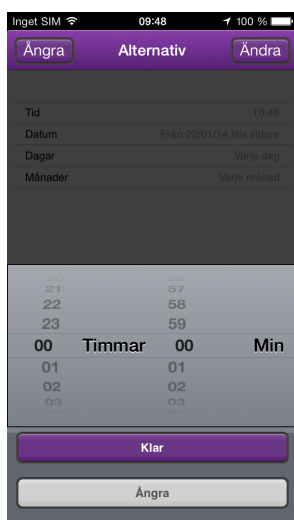 Inget SIM 09:48 100 %
Ångra Alternativ Ändra
Tid 10:48
Datum Från 22/01/14 tills vidare
Dagar Varje dag
Månader Varje månad
21 57
22 58
23 59
00 Timmar 00 Min
01 01
02 02
03 03
Klar
Ångra